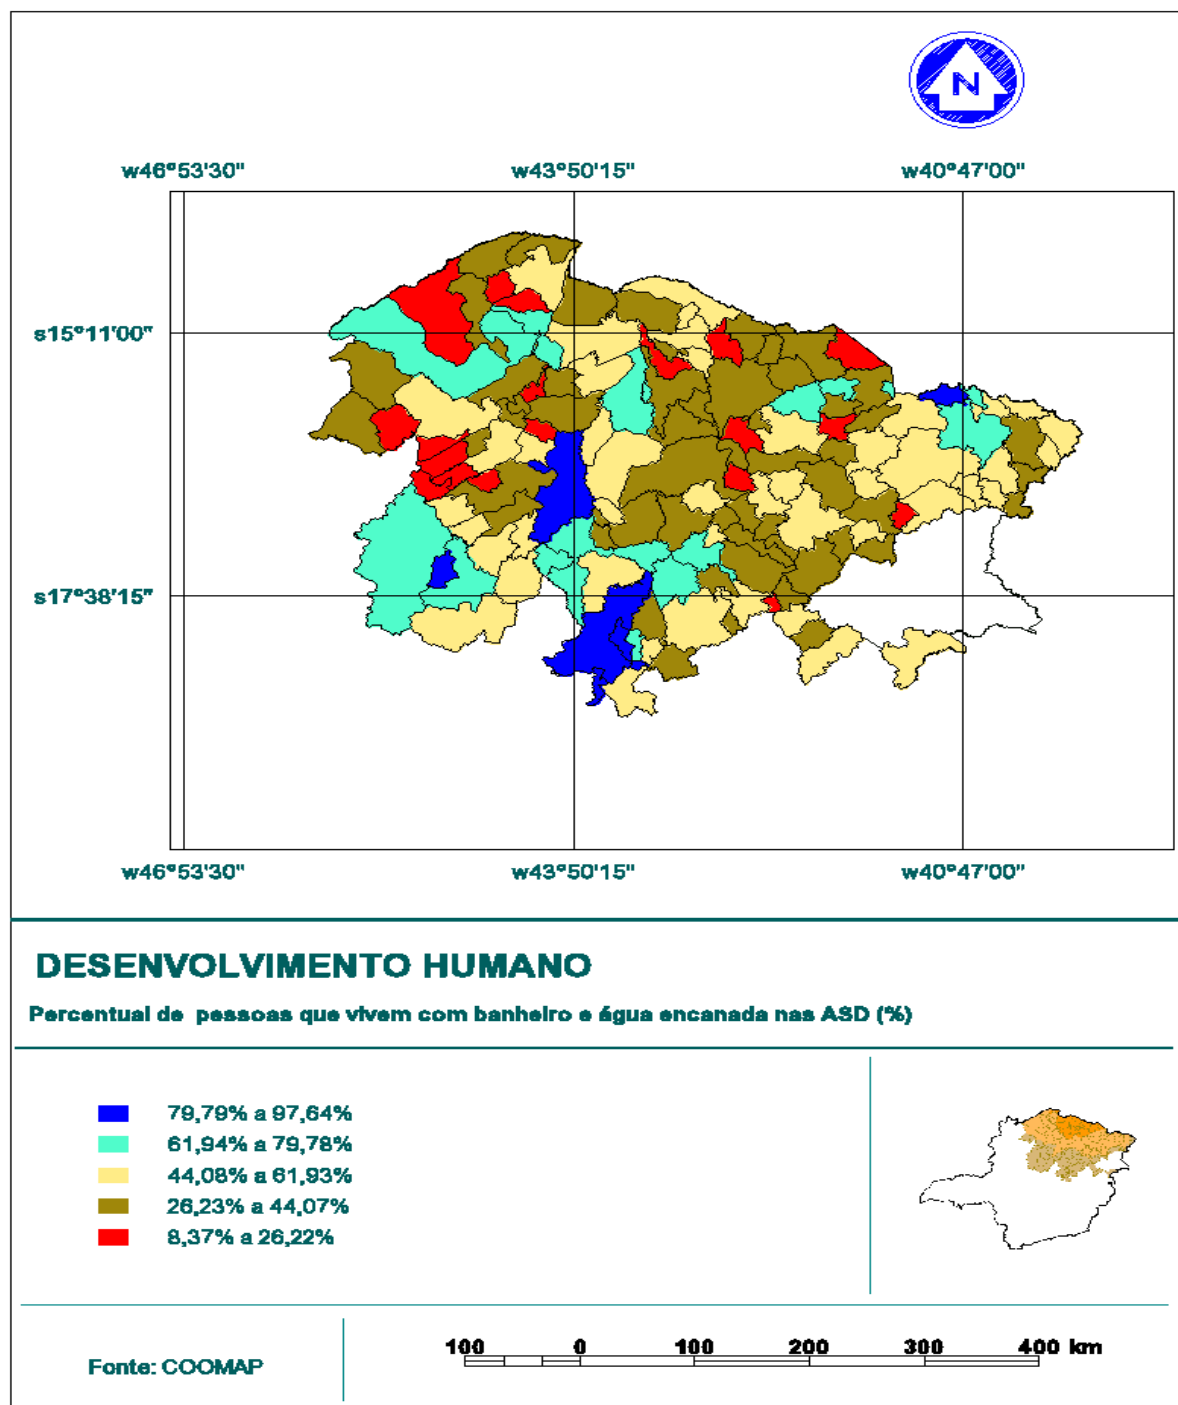 N
w46°53'30" w43°50'15" w40°47'00"
s15°11'00"
s17°38'15"
w46°53'30" w43°50'15" w40°47'00"
DESENVOLVIMENTO HUMANO
Percentual de pessoas que vivem com banheiro e água encanada nas ASD (%)
79,79% a 97,64%
61,94% a 79,78%
44,08% a 61,93%
26,23% a 44,07%
8,37% a 26,22%
100 0 100 200 300 400 km
Fonte: COOMAP